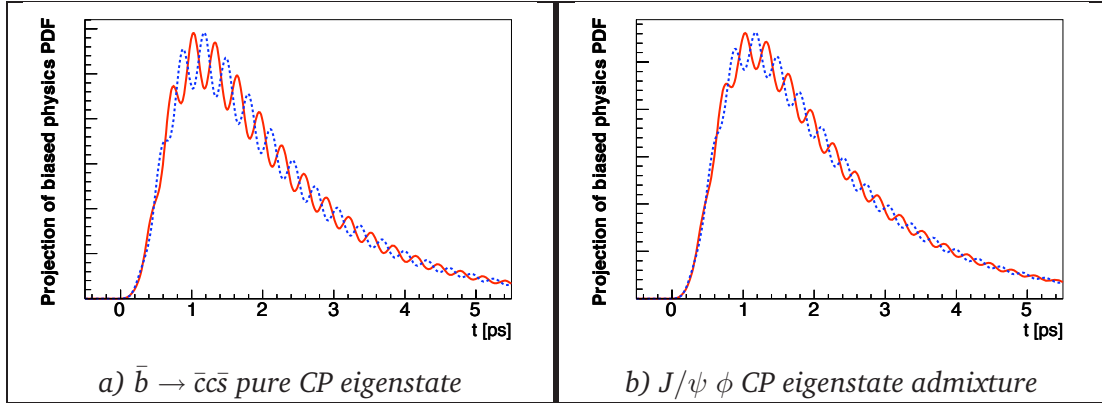 Projection of biased physics PDF
0 1 2 3 4 5
t [ps]
a) b̄ → c̄cs̄ pure CP eigenstate
Projection of biased physics PDF
0 1 2 3 4 5
t [ps]
b) J/ψ ϕ CP eigenstate admixture